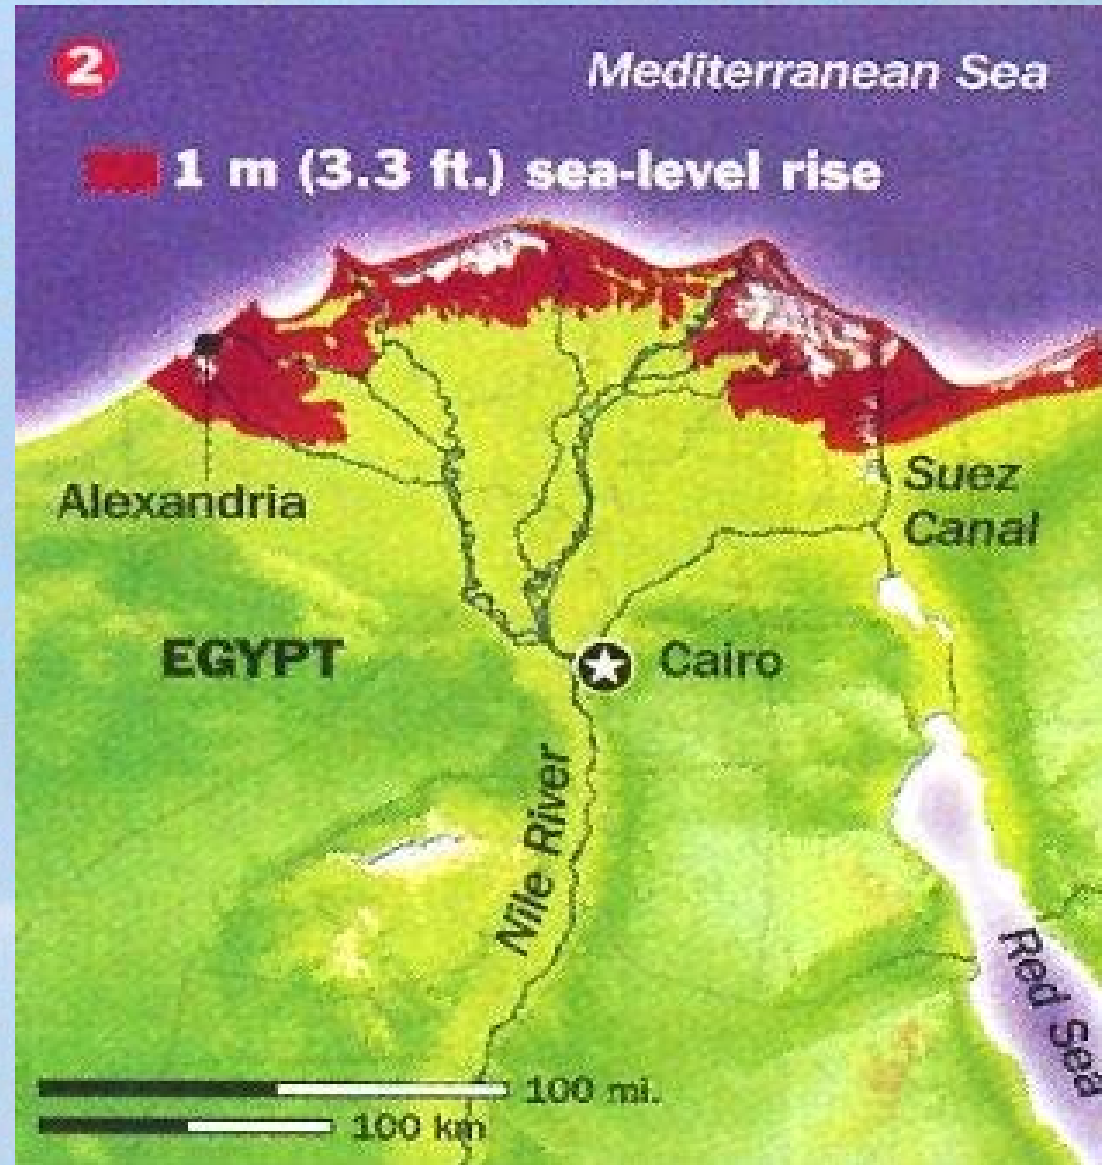 2
Mediterranean Sea
1 m (3.3 ft.) sea-level rise
Alexandria
Suez
Canal
EGYPT
Cairo
Nile River
Red Sea
100 mi.
100 km